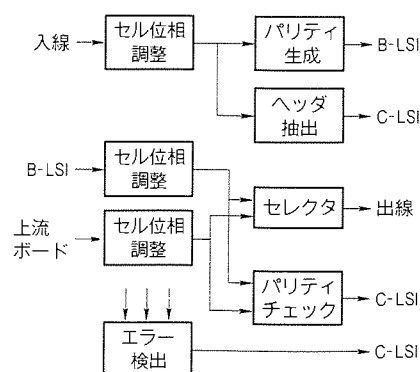 入線
セル位相
調整
パリティ
生成
B-LSI
ヘッダ
抽出
C-LSI
B-LSI
セル位相
調整
セレクタ
出線
上流
ボード
セル位相
調整
パリティ
チェック
C-LSI
エラー
検出
C-LSI